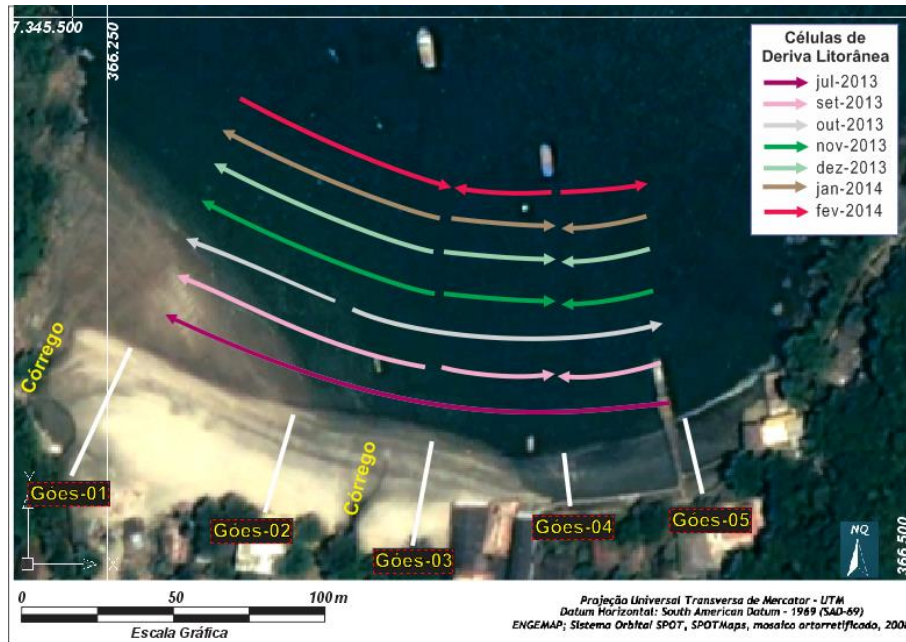 7.345.500
366.250
Células de
Deriva Litorânea
jul-2013
set-2013
out-2013
nov-2013
dez-2013
jan-2014
fev-2014
Córrego
Córrego
Góes-01
Góes-02
Góes-03
Góes-04
Góes-05
Y
X
NQ
366.500
0 50 100 m
Escala Gráfica
Projeção Universal Transversa de Mercator - UTM
Datum Horizontal: South American Datum - 1969 (SAD-69)
ENGEMAP; Sistema Orbital SPOT, SPOTMaps, mosaico ortorretificado, 2008